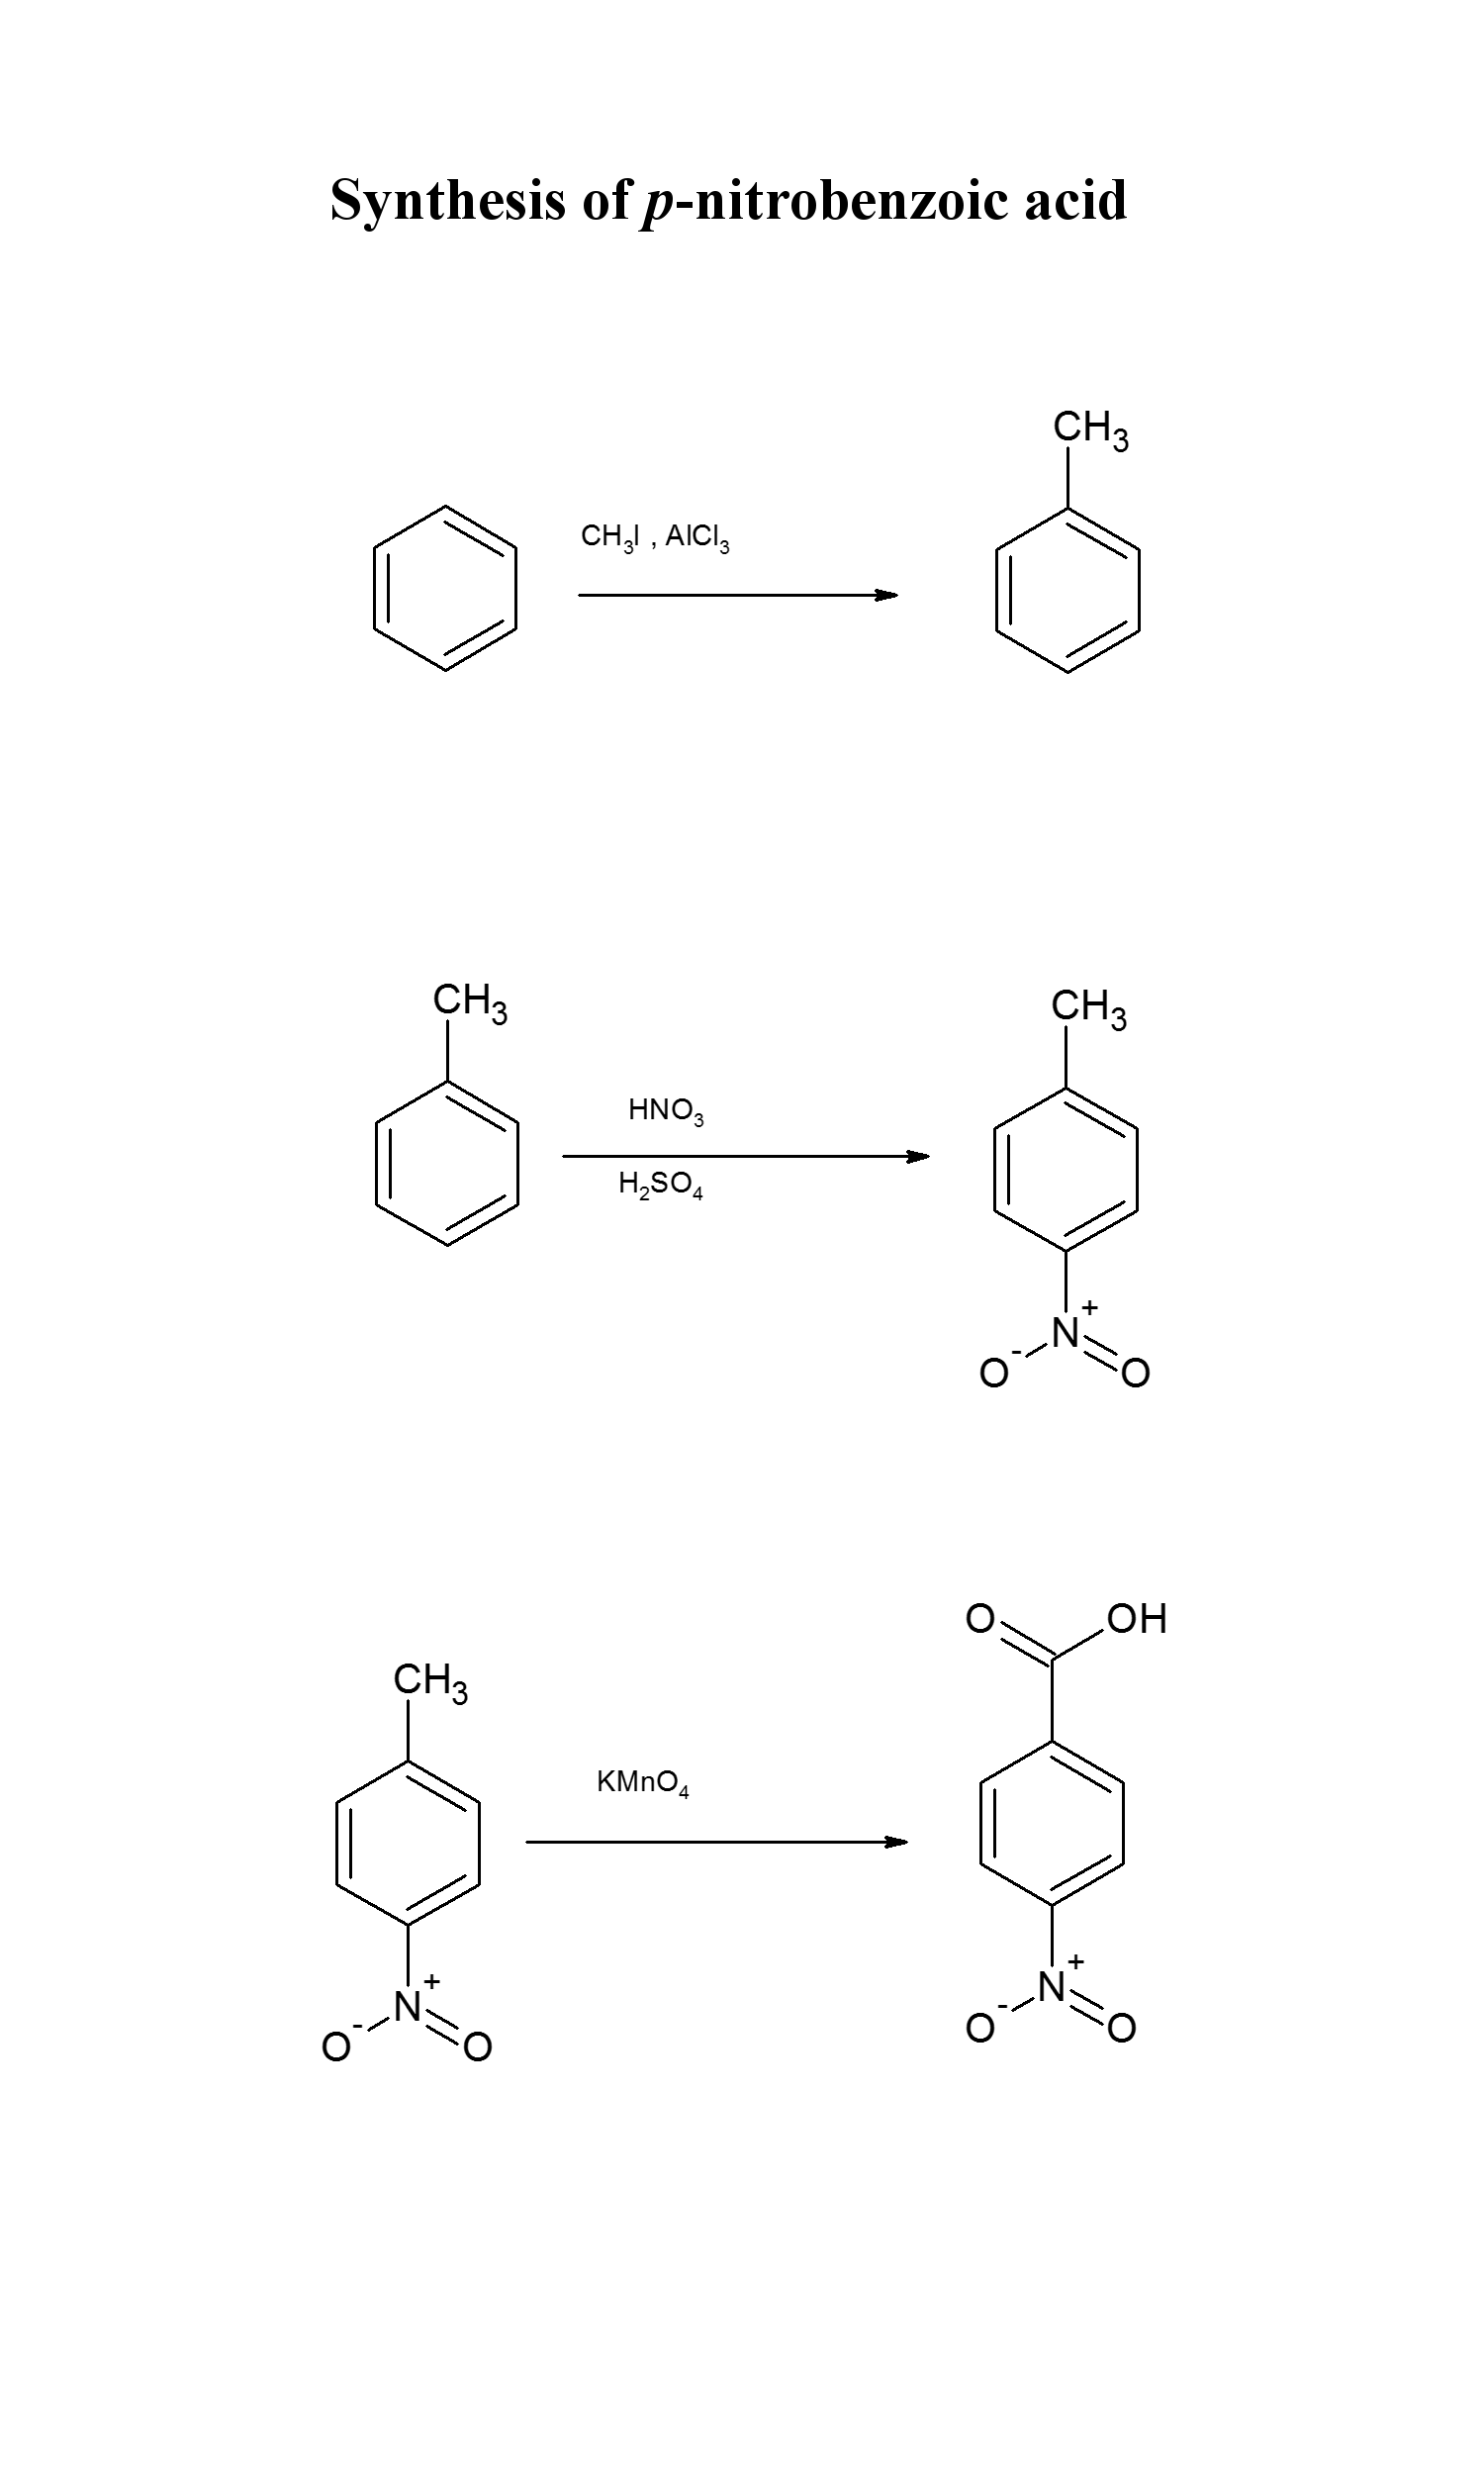 Synthesis of p-nitrobenzoic acid
CH₃
CH₃I , AlCl₃
CH₃
CH₃
HNO₃
H₂SO₄
N⁺
O⁻
O
O
OH
CH₃
KMnO₄
N⁺
N⁺
O⁻
O
O⁻
O